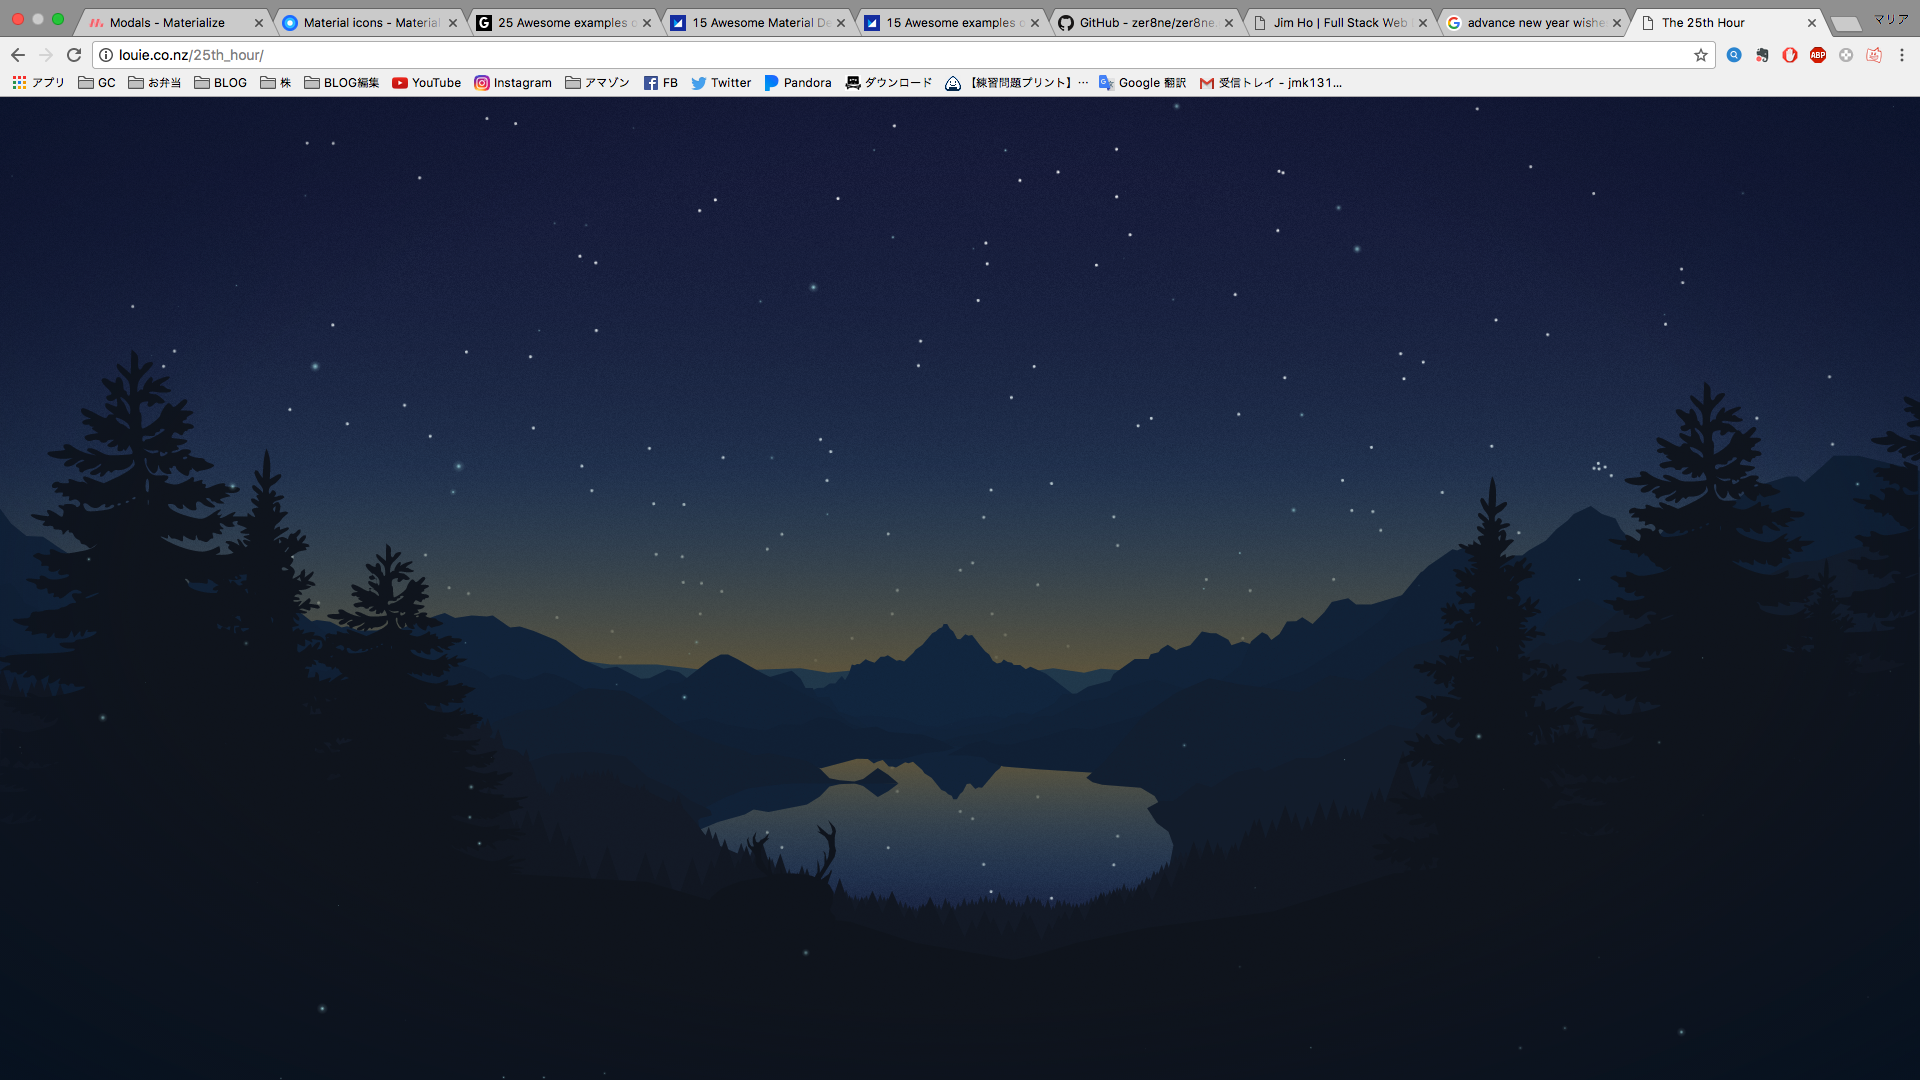 Modals - Materialize
Material icons - Material
25 Awesome examples o
15 Awesome Material De
15 Awesome examples o
GitHub - zer8ne/zer8ne.
Jim Ho | Full Stack Web
advance new year wishe
The 25th Hour
マリア
louie.co.nz/25th_hour/
ABP
アプリ GC お弁当 BLOG 株 BLOG編集 YouTube Instagram アマゾン FB Twitter Pandora ダウンロード 【練習問題プリント】… Google 翻訳 受信トレイ - jmk131…